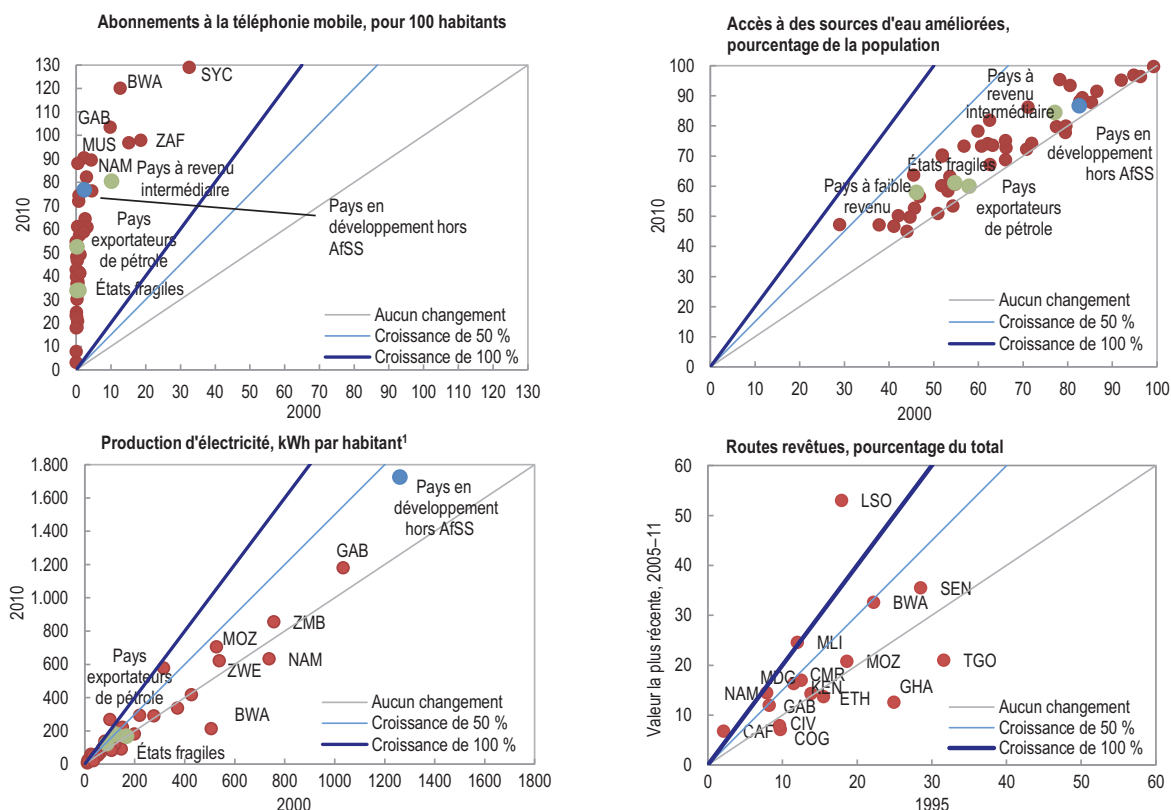 Abonnements à la téléphonie mobile, pour 100 habitants
130
120
110
100
90
80
70
60
50
40
30
20
10
0
2010
SYC
BWA
GAB
ZAF
MUS
NAM
Pays à revenu
intermédiaire
Pays en
développement hors
AfSS
Pays
exportateurs
de pétrole
États fragiles
Aucun changement
Croissance de 50 %
Croissance de 100 %
0 10 20 30 40 50 60 70 80 90 100 110 130
2000
Accès à des sources d'eau améliorées,
pourcentage de la population
100
90
80
70
60
50
40
30
20
10
0
2010
Pays à
revenu
intermédiaire
Pays en
développement
hors AfSS
États fragiles
Pays à faible
revenu
Pays
exportateurs
de pétrole
Aucun changement
Croissance de 50 %
Croissance de 100 %
0 10 20 30 40 50 60 70 80 90 100
2000
Production d'électricité, kWh par habitant¹
1.800
1.600
1.400
1.200
1.000
800
600
400
200
0
2010
Pays en
développement
hors AfSS
GAB
ZMB
MOZ
NAM
ZWE
Pays
exportateurs
de pétrole
BWA
États fragiles
Aucun changement
Croissance de 50 %
Croissance de 100 %
0 200 400 600 800 1000 1200 1400 1600 1800
2000
Routes revêtues, pourcentage du total
60
50
40
30
20
10
0
Valeur la plus récente, 2005–11
LSO
SEN
BWA
MLI
MOZ
TGO
MDG
CMR
NAM
KEN
ETH
GHA
GAB
CAF
CIV
COG
Aucun changement
Croissance de 50 %
Croissance de 100 %
0 10 20 30 40 50 60
1995